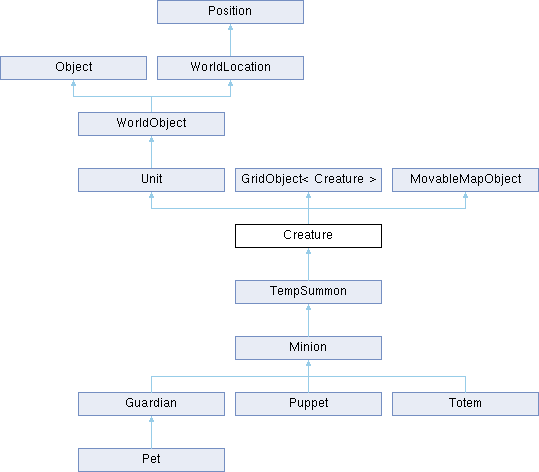 Position
Object
WorldLocation
WorldObject
Unit
GridObject< Creature >
MovableMapObject
Creature
TempSummon
Minion
Guardian
Puppet
Totem
Pet